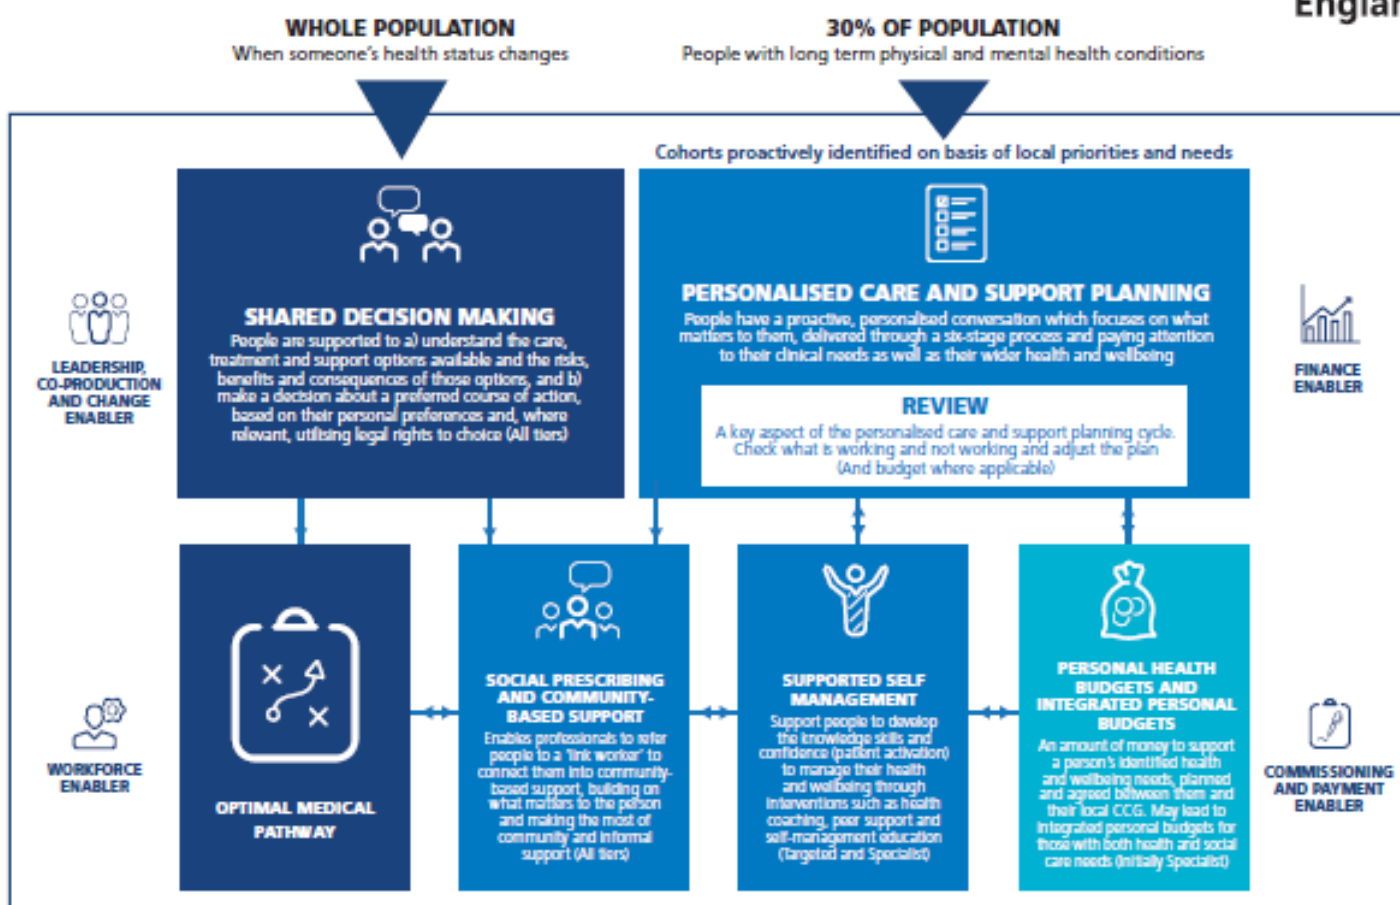 Englan
WHOLE POPULATION
When someone's health status changes
30% OF POPULATION
People with long term physical and mental health conditions
Cohorts proactively identified on basis of local priorities and needs
SHARED DECISION MAKING
People are supported to a) understand the care,
treatment and support options available and the risks,
benefits and consequences of those options, and b)
make a decision about a preferred course of action,
based on their personal preferences and, where
relevant, utilising legal rights to choice (All tiers)
PERSONALISED CARE AND SUPPORT PLANNING
People have a proactive, personalised conversation which focuses on what
matters to them, delivered through a six-stage process and paying attention
to their clinical needs as well as their wider health and wellbeing
REVIEW
A key aspect of the personalised care and support planning cycle.
Check what is working and not working and adjust the plan
(And budget where applicable)
LEADERSHIP,
CO-PRODUCTION
AND CHANGE
ENABLER
FINANCE
ENABLER
WORKFORCE
ENABLER
OPTIMAL MEDICAL
PATHWAY
SOCIAL PRESCRIBING
AND COMMUNITY-
BASED SUPPORT
Enables professionals to refer
people to a 'link worker' to
connect them into community-
based support, building on
what matters to the person
and making the most of
community and informal
support (All tiers)
SUPPORTED SELF
MANAGEMENT
Support people to develop
the knowledge skills and
confidence (patient activation)
to manage their health
and wellbeing through
interventions such as health
coaching, peer support and
self-management education
(Targeted and Specialist)
PERSONAL HEALTH
BUDGETS AND
INTEGRATED PERSONAL
BUDGETS
An amount of money to support
a person's identified health
and wellbeing needs, planned
and agreed between them and
their local CCG. May lead to
integrated personal budgets for
those with both health and social
care needs (Initially Specialist)
COMMISSIONING
AND PAYMENT
ENABLER